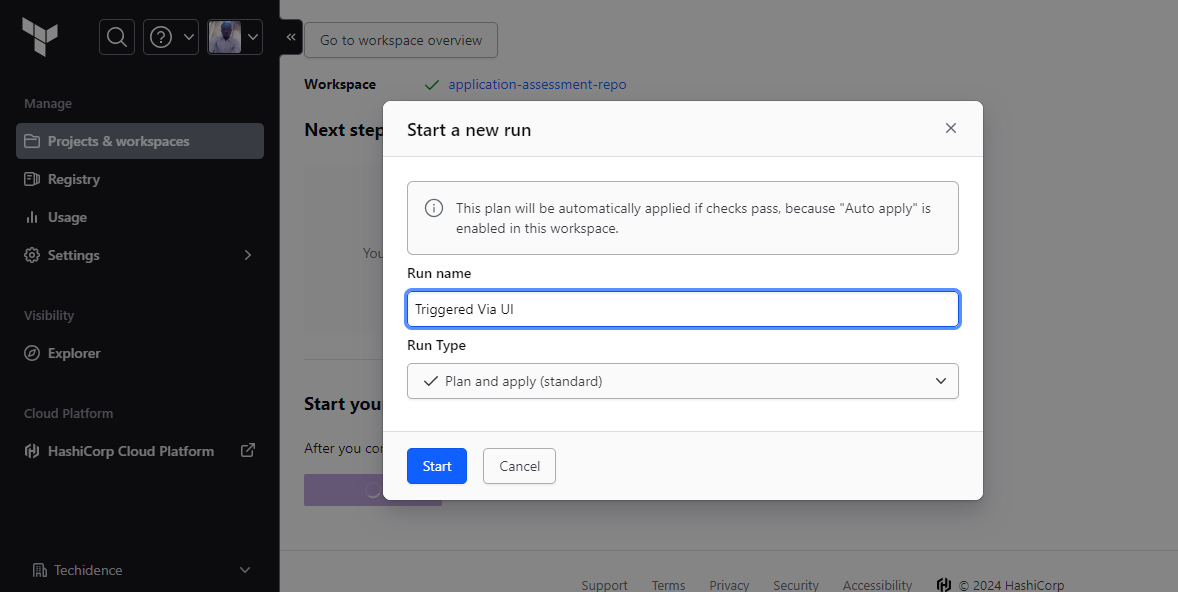 Manage
Projects & workspaces
Registry
Usage
Settings
Visibility
Explorer
Cloud Platform
HashiCorp Cloud Platform
Techidence
Go to workspace overview
Workspace
application-assessment-repo
Next step
You
Start you
After you con
Start a new run
This plan will be automatically applied if checks pass, because "Auto apply" is
enabled in this workspace.
Run name
Triggered Via UI
Run Type
Plan and apply (standard)
Start
Cancel
Support
Terms
Privacy
Security
Accessibility
© 2024 HashiCorp